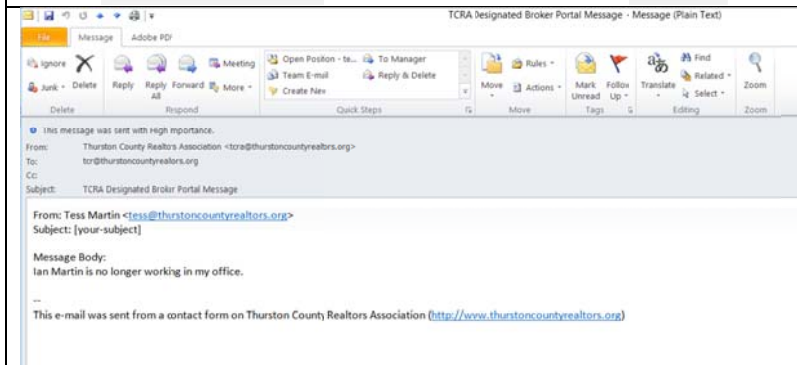 TCRA Designated Broker Portal Message - Message (Plain Text)
File Message Adobe PDF
Ignore
Junk
Delete
Reply
Reply All
Forward
Meeting
More
Open Positon - te...
Team E-mail
Create New
To Manager
Reply & Delete
Move
Rules
Actions
Mark Unread
Follow Up
Translate
Find
Related
Select
Zoom
Delete Respond Quick Steps Move Tags Editing Zoom
This message was sent with High importance.
From: Thurston County Realtors Association <tcra@thurstoncountyrealtors.org>
To: tcr@thurstoncountyrealors.org
Cc:
Subject: TCRA Designated Broker Portal Message
From: Tess Martin <tess@thurstoncountyrealtors.org>
Subject: [your-subject]
Message Body:
Ian Martin is no longer working in my office.
--
This e-mail was sent from a contact form on Thurston County Realtors Association (http://www.thurstoncountyrealtors.org)